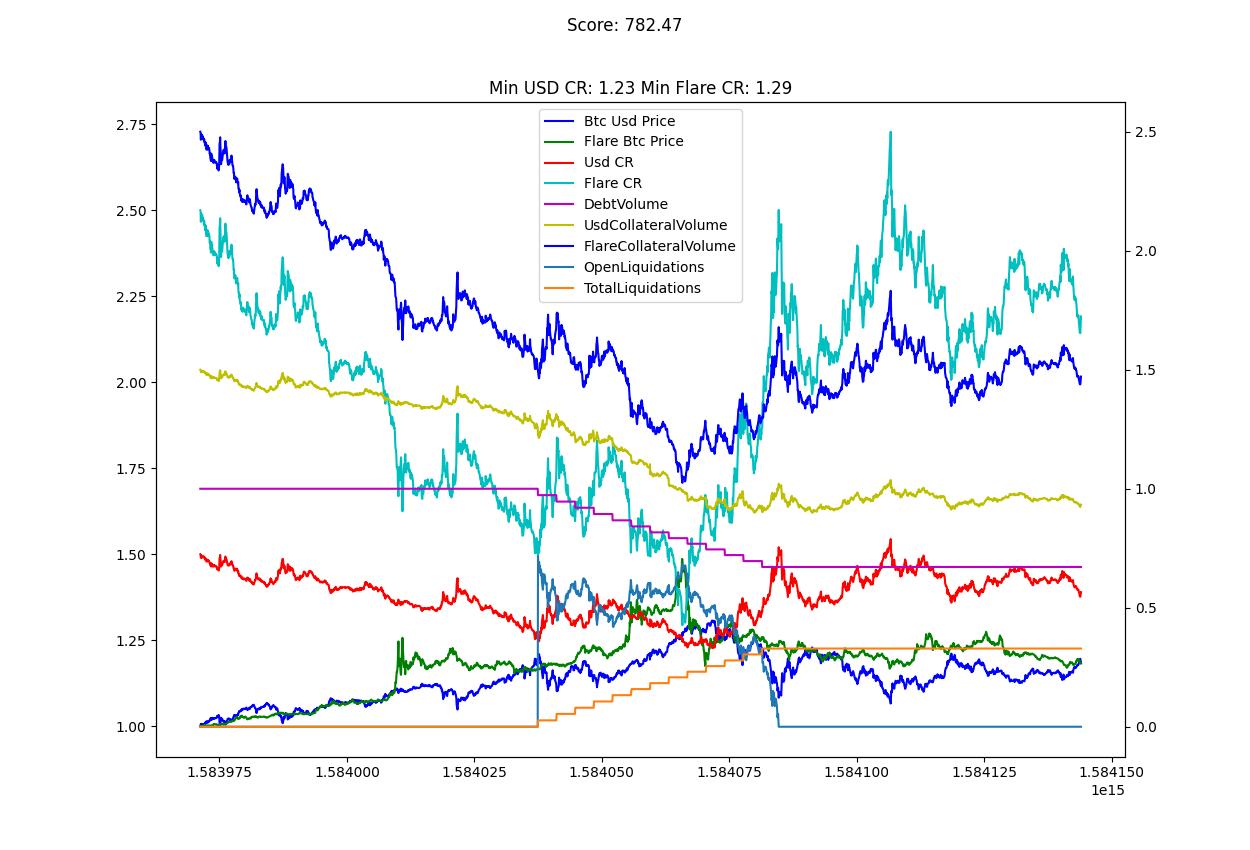 Score: 782.47
Min USD CR: 1.23 Min Flare CR: 1.29
Btc Usd Price
Flare Btc Price
Usd CR
Flare CR
DebtVolume
UsdCollateralVolume
FlareCollateralVolume
OpenLiquidations
TotalLiquidations
2.75
2.50
2.25
2.00
1.75
1.50
1.25
1.00
2.5
2.0
1.5
1.0
0.5
0.0
1.583975 1.584000 1.584025 1.584050 1.584075 1.584100 1.584125 1.584150
1e15